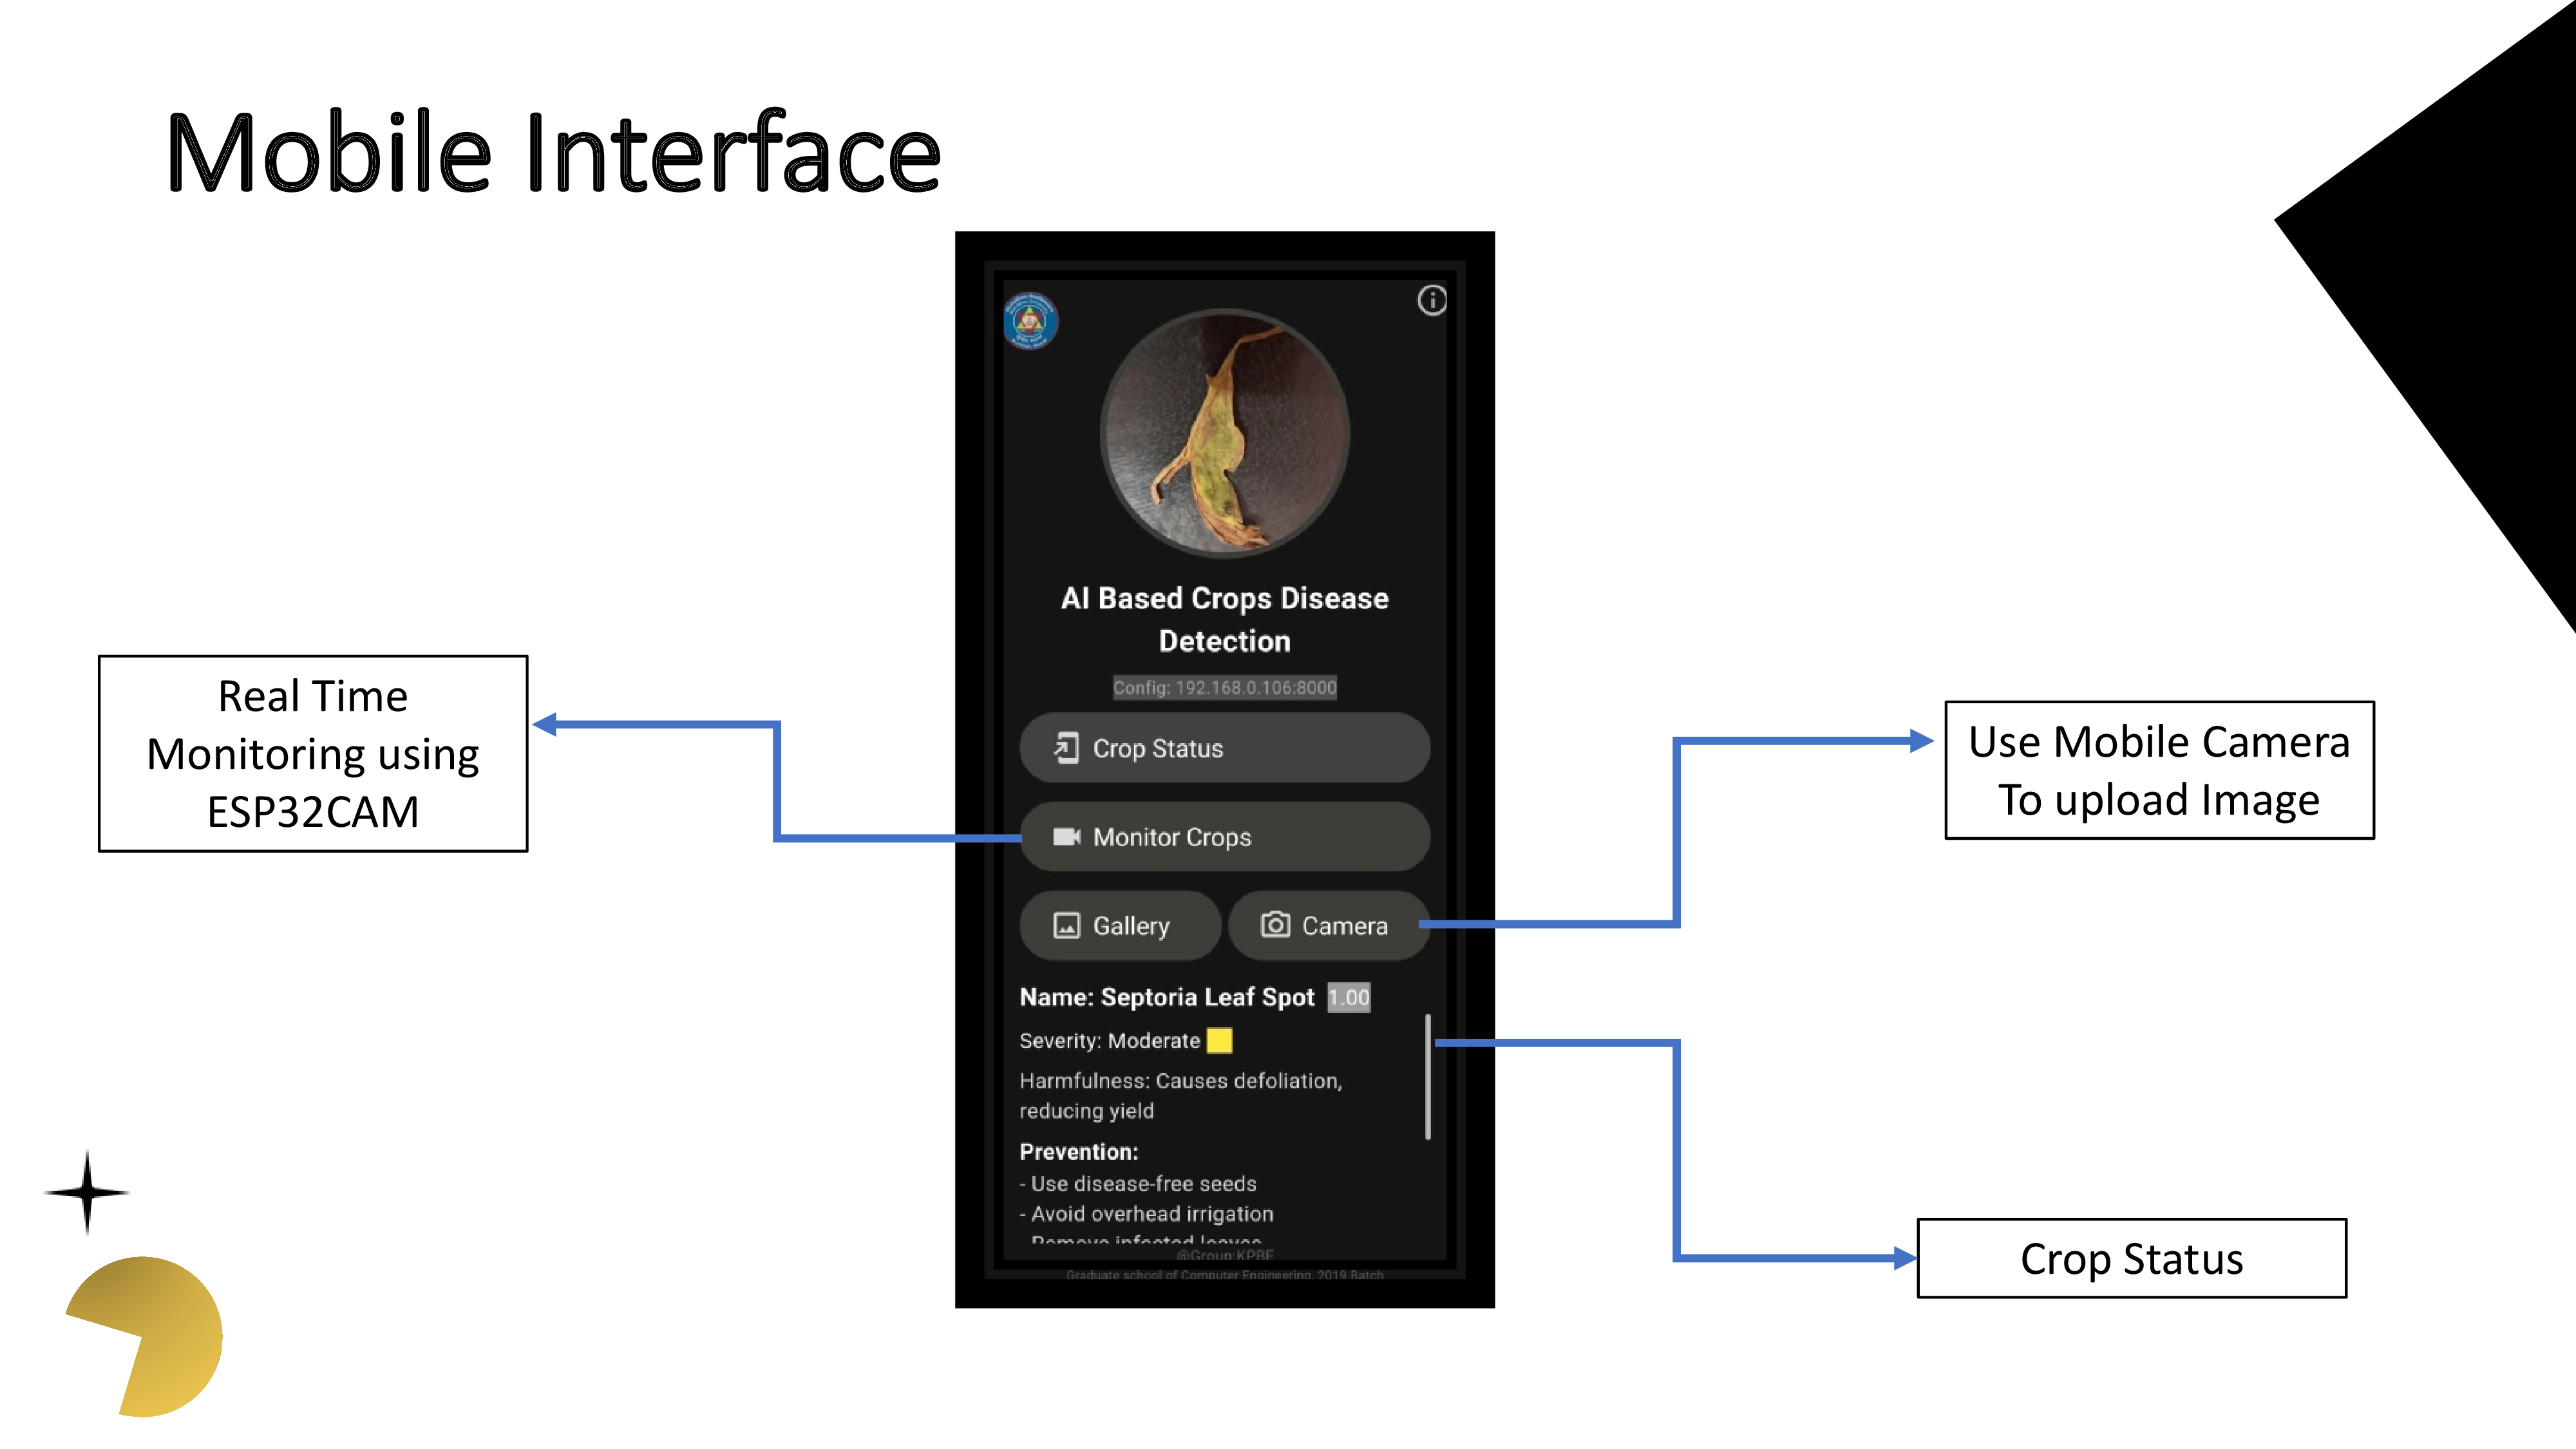 Mobile Interface
AI Based Crops Disease
Detection
Config: 192.168.0.106:8000
Crop Status
Monitor Crops
Gallery
Camera
Name: Septoria Leaf Spot 1.00
Severity: Moderate
Harmfulness: Causes defoliation,
reducing yield
Prevention:
- Use disease-free seeds
- Avoid overhead irrigation
- Remove infected leaves
@Group:KPBE
Graduate school of Computer Engineering, 2019 Batch
Real Time
Monitoring using
ESP32CAM
Use Mobile Camera
To upload Image
Crop Status